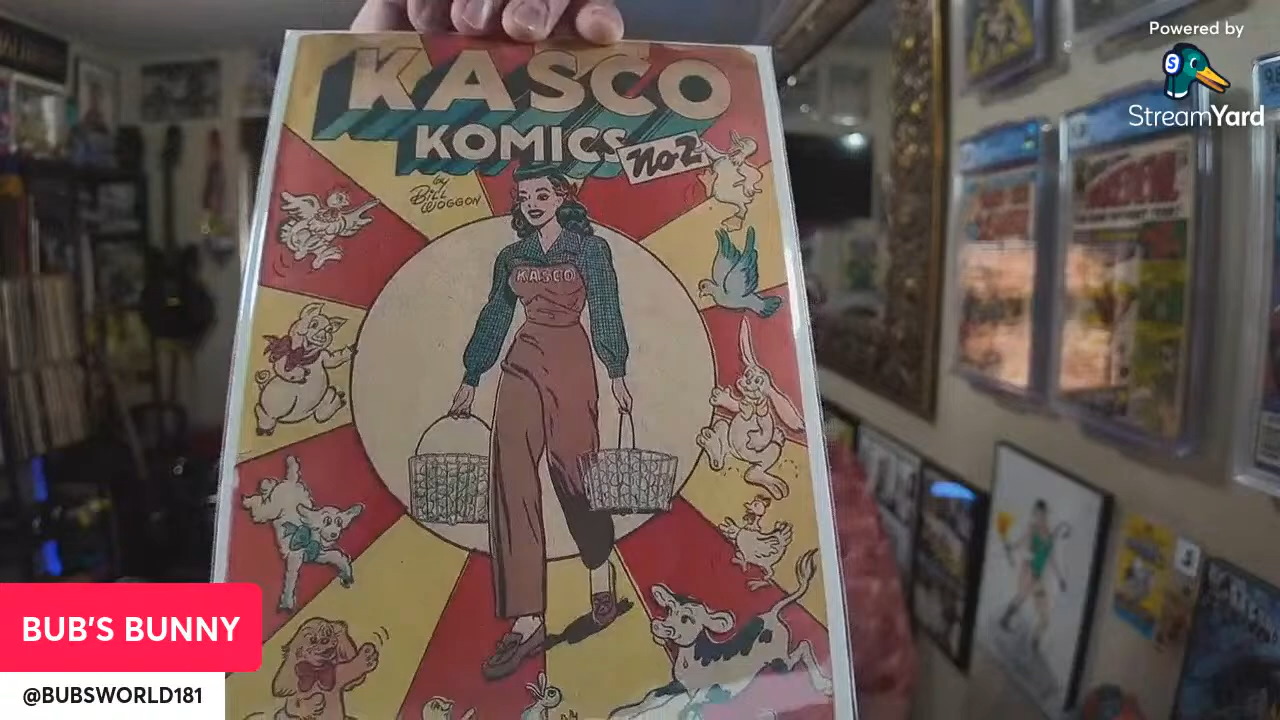 Powered by
StreamYard
KASCO
KOMICS
No. 2
by
BILL
WOGGON
KASCO
BUB'S BUNNY
@BUBSWORLD181